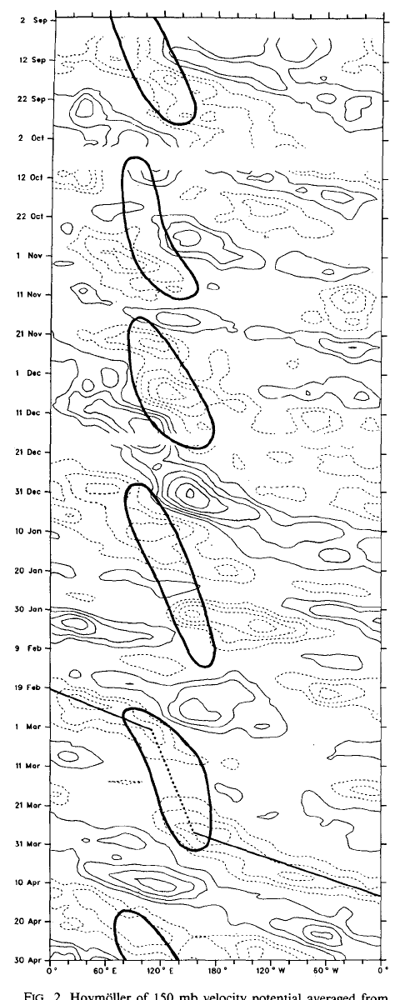 2 Sep
12 Sep
22 Sep
2 Oct
12 Oct
22 Oct
1 Nov
11 Nov
21 Nov
1 Dec
11 Dec
21 Dec
31 Dec
10 Jan
20 Jan
30 Jan
9 Feb
19 Feb
1 Mar
11 Mar
21 Mar
31 Mar
10 Apr
20 Apr
30 Apr
0° 60°E 120°E 180° 120°W 60°W 0°
FIG. 2. Hovmöller of 150 mb velocity potential averaged from